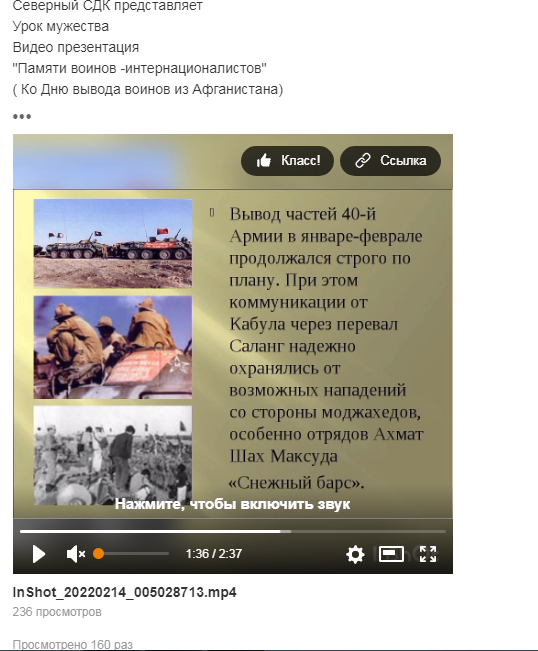 Северный СДК представляет
Урок мужества
Видео презентация
"Памяти воинов -интернационалистов"
( Ко Дню вывода воинов из Афганистана)
Класс!
Ссылка
Вывод частей 40-й
Армии в январе-феврале
продолжался строго по
плану. При этом
коммуникации от
Кабула через перевал
Саланг надежно
охранялись от
возможных нападений
со стороны моджахедов,
особенно отрядов Ахмат
Шах Максуда
«Снежный барс».
Нажмите, чтобы включить звук
1:36 / 2:37
InShot_20220214_005028713.mp4
236 просмотров
Просмотрено 160 раз